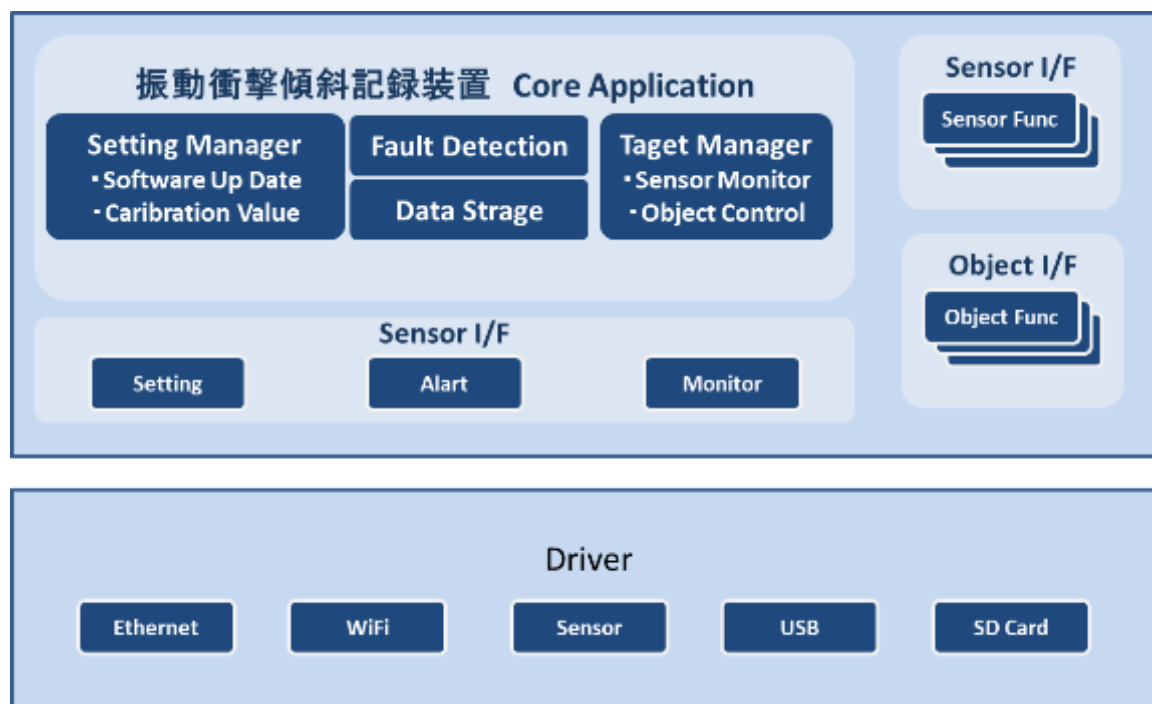 振動衝撃傾斜記録装置 Core Application
Setting Manager
・Software Up Date
・Caribration Value
Fault Detection
Data Strage
Taget Manager
・Sensor Monitor
・Object Control
Sensor I/F
Setting
Alart
Monitor
Sensor I/F
Sensor Func
Object I/F
Object Func
Driver
Ethernet
WiFi
Sensor
USB
SD Card